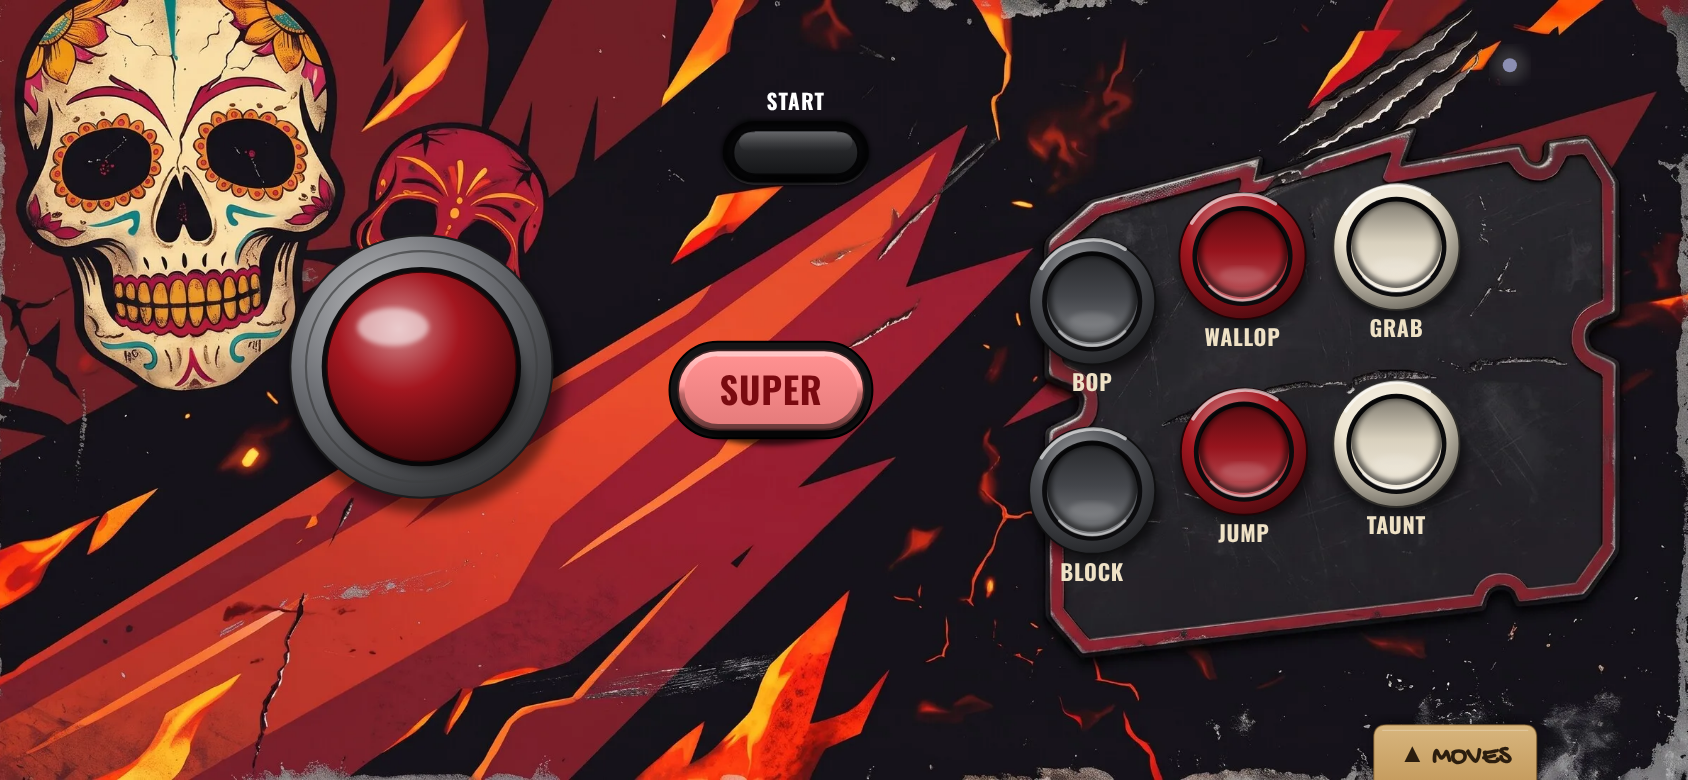 START
SUPER
WALLOP
GRAB
BOP
JUMP
TAUNT
BLOCK
▲ MOVES